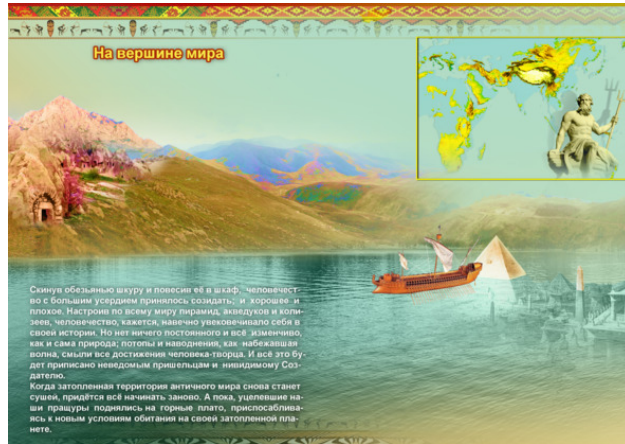 На вершине мира
Скинув обезьянью шкуру и повесив её в шкаф, человечест-
во с большим усердием принялось созидать; и хорошее и
плохое. Настроив по всему миру пирамид, акведуков и коли-
зеев, человечество, кажется, навечно увековечивало себя в
своей истории. Но нет ничего постоянного и всё изменчиво,
как и сама природа; потопы и наводнения, как набежавшая
волна, смыли все достижения человека-творца. И всё это бу-
дет приписано неведомым пришельцам и нивидимому Соз-
дателю.
Когда затопленная территория античного мира снова станет
сушей, придётся всё начинать заново. А пока, уцелевшие на-
ши пращуры поднялись на горные плато, приспосаблива-
ясь к новым условиям обитания на своей затопленной пла-
нете.